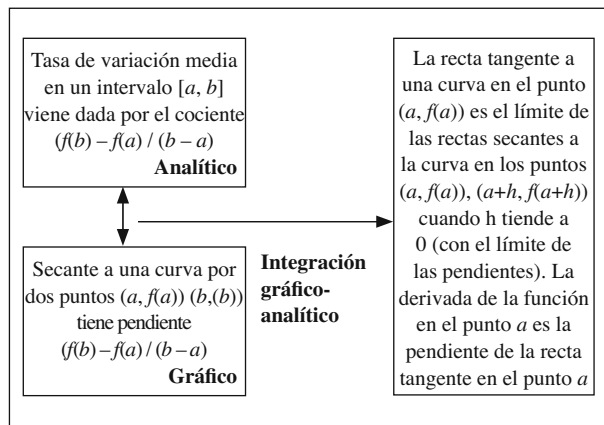 Tasa de variación media
en un intervalo [a, b]
viene dada por el cociente
(f(b) – f(a) / (b – a)
Analítico
Secante a una curva por
dos puntos (a, f(a)) (b,(b))
tiene pendiente
(f(b) – f(a) / (b – a)
Gráfico
Integración
gráfico-
analítico
La recta tangente a
una curva en el punto
(a, f(a)) es el límite de
las rectas secantes a
la curva en los puntos
(a, f(a)), (a+h, f(a+h))
cuando h tiende a
0 (con el límite de
las pendientes). La
derivada de la función
en el punto a es la
pendiente de la recta
tangente en el punto a